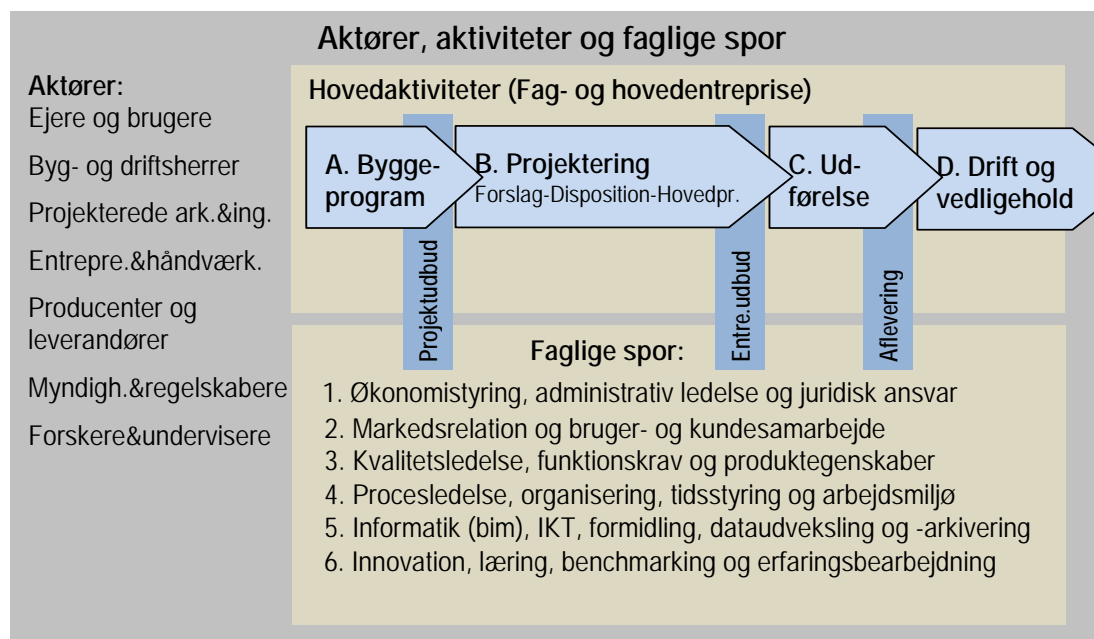 Aktører, aktiviteter og faglige spor
Aktører:
Ejere og brugere
Byg- og driftsherrer
Projekterede ark.&ing.
Entrepre.&håndværk.
Producenter og
leverandører
Myndigh.&regelskabere
Forskere&undervisere
Hovedaktiviteter (Fag- og hovedentreprise)
A. Bygge-
program
B. Projektering
Forslag-Disposition-Hovedpr.
C. Ud-
førelse
D. Drift og
vedligehold
Projektudbud
Entre.udbud
Aflevering
Faglige spor:
1. Økonomistyring, administrativ ledelse og juridisk ansvar
2. Markedsrelation og bruger- og kundesamarbejde
3. Kvalitetsledelse, funktionskrav og produktegenskaber
4. Procesledelse, organisering, tidsstyring og arbejdsmiljø
5. Informatik (bim), IKT, formidling, dataudveksling og -arkivering
6. Innovation, læring, benchmarking og erfaringsbearbejdning